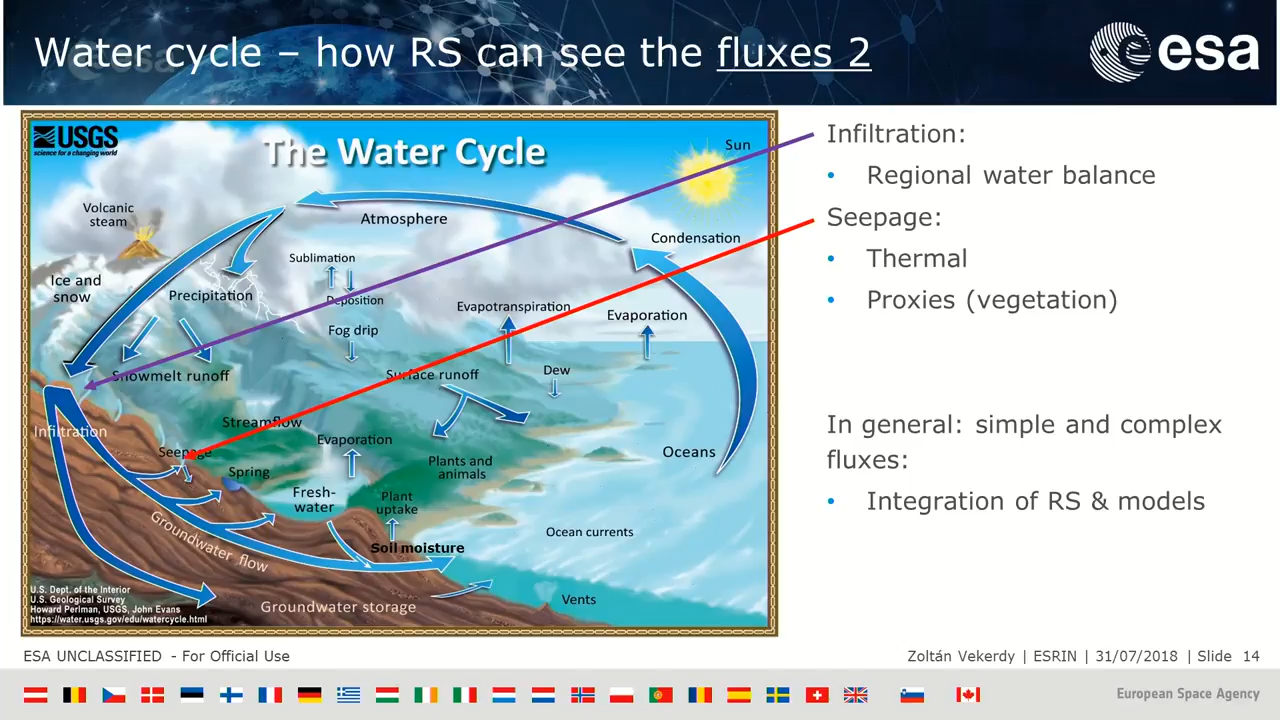 Water cycle – how RS can see the fluxes 2
esa
USGS
science for a changing world
The Water Cycle
Sun
Volcanic
steam
Atmosphere
Condensation
Sublimation
Ice and
snow
Precipitation
Deposition
Evapotranspiration
Evaporation
Fog drip
Snowmelt runoff
Surface runoff
Dew
Streamflow
Infiltration
Evaporation
Seepage
Oceans
Spring
Plants and
animals
Fresh-
water
Plant
uptake
Ocean currents
Groundwater flow
Soil moisture
Groundwater storage
Vents
U.S. Dept. of the Interior
U.S. Geological Survey
Howard Perlman, USGS, John Evans
https://water.usgs.gov/edu/watercycle.html
Infiltration:
• Regional water balance
Seepage:
• Thermal
• Proxies (vegetation)
In general: simple and complex
fluxes:
• Integration of RS & models
ESA UNCLASSIFIED - For Official Use
Zoltán Vekerdy | ESRIN | 31/07/2018 | Slide 14
European Space Agency